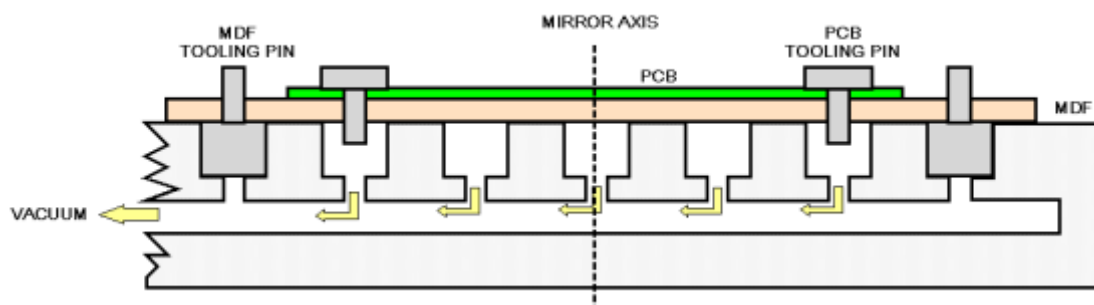 MIRROR AXIS
MDF
TOOLING PIN
PCB
TOOLING PIN
PCB
MDF
VACUUM